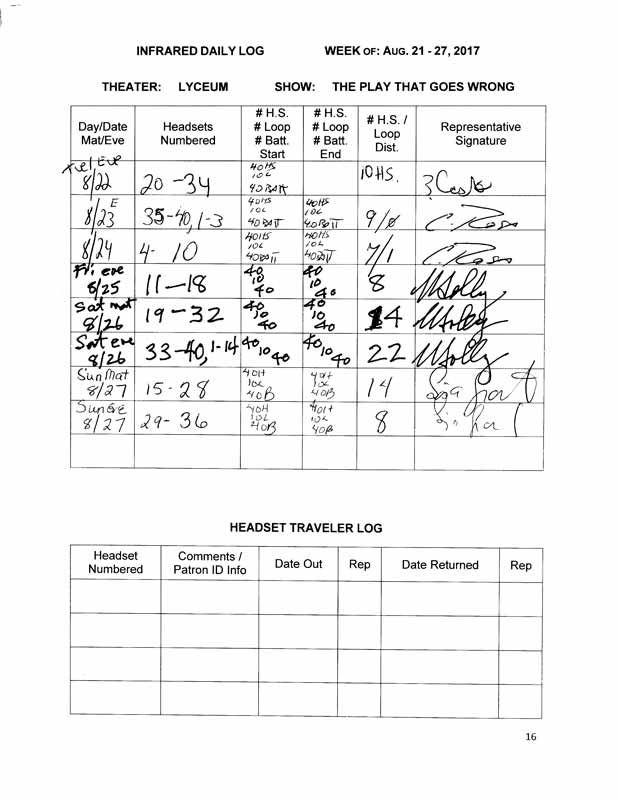 INFRARED DAILY LOG WEEK OF: AUG. 21 - 27, 2017
THEATER: LYCEUM SHOW: THE PLAY THAT GOES WRONG
Day/Date Mat/Eve Headsets Numbered # H.S. # Loop # Batt. Start # H.S. # Loop # Batt. End # H.S. / Loop Dist. Representative Signature
Tue/Eve 8/22 20-34 40HS 10L 40BATT 10HS.
8/23 E 35-40,1-3 40HS 10L 40BATT 40HS 10L 40BATT 9/0 C. Ross
8/24 4-10 40HS 10L 40BATT 40HS 10L 40BATT 7/1 C. Ross
Fri. eve 8/25 11-18 40 10 40 40 10 40 8
Sat mat 8/26 19-32 40 10 40 40 10 40 14
Sat eve 8/26 33-40,1-14 40 10 40 40 10 40 22
Sun Mat 8/27 15-28 40H 10L 40B 40H 10L 40B 14
Sun Eve 8/27 29-36 40H 10L 40B 40H 10L 40B 8
HEADSET TRAVELER LOG
Headset Numbered Comments / Patron ID Info Date Out Rep Date Returned Rep
16